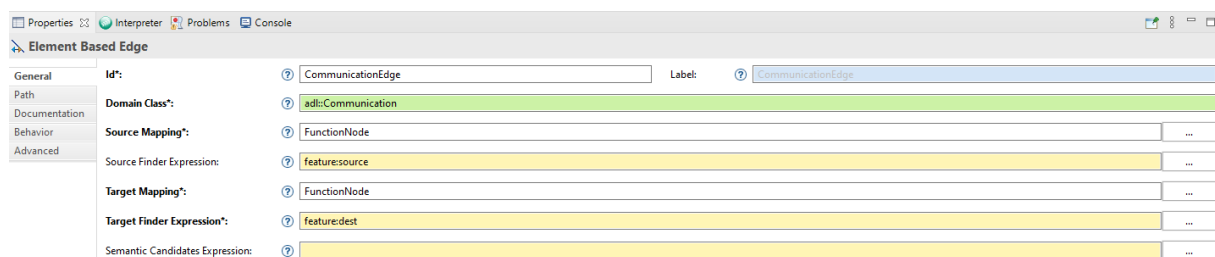 Properties Interpreter Problems Console
Element Based Edge
General Id*: CommunicationEdge Label: CommunicationEdge
Path
Domain Class*: adl::Communication
Documentation
Behavior Source Mapping*: FunctionNode ...
Advanced
Source Finder Expression: feature:source ...
Target Mapping*: FunctionNode ...
Target Finder Expression*: feature:dest ...
Semantic Candidates Expression: ...